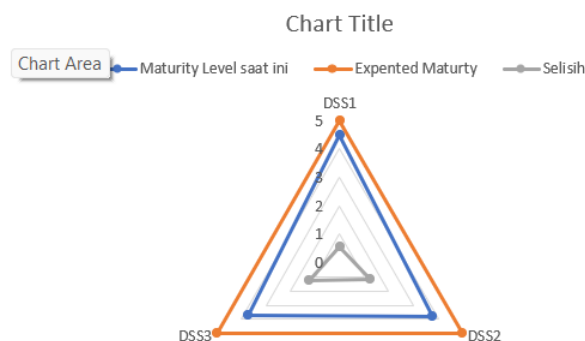 Chart Title
Chart Area
Maturity Level saat ini
Expented Maturty
Selisih
DSS1
5
4
3
2
1
0
DSS3
DSS2